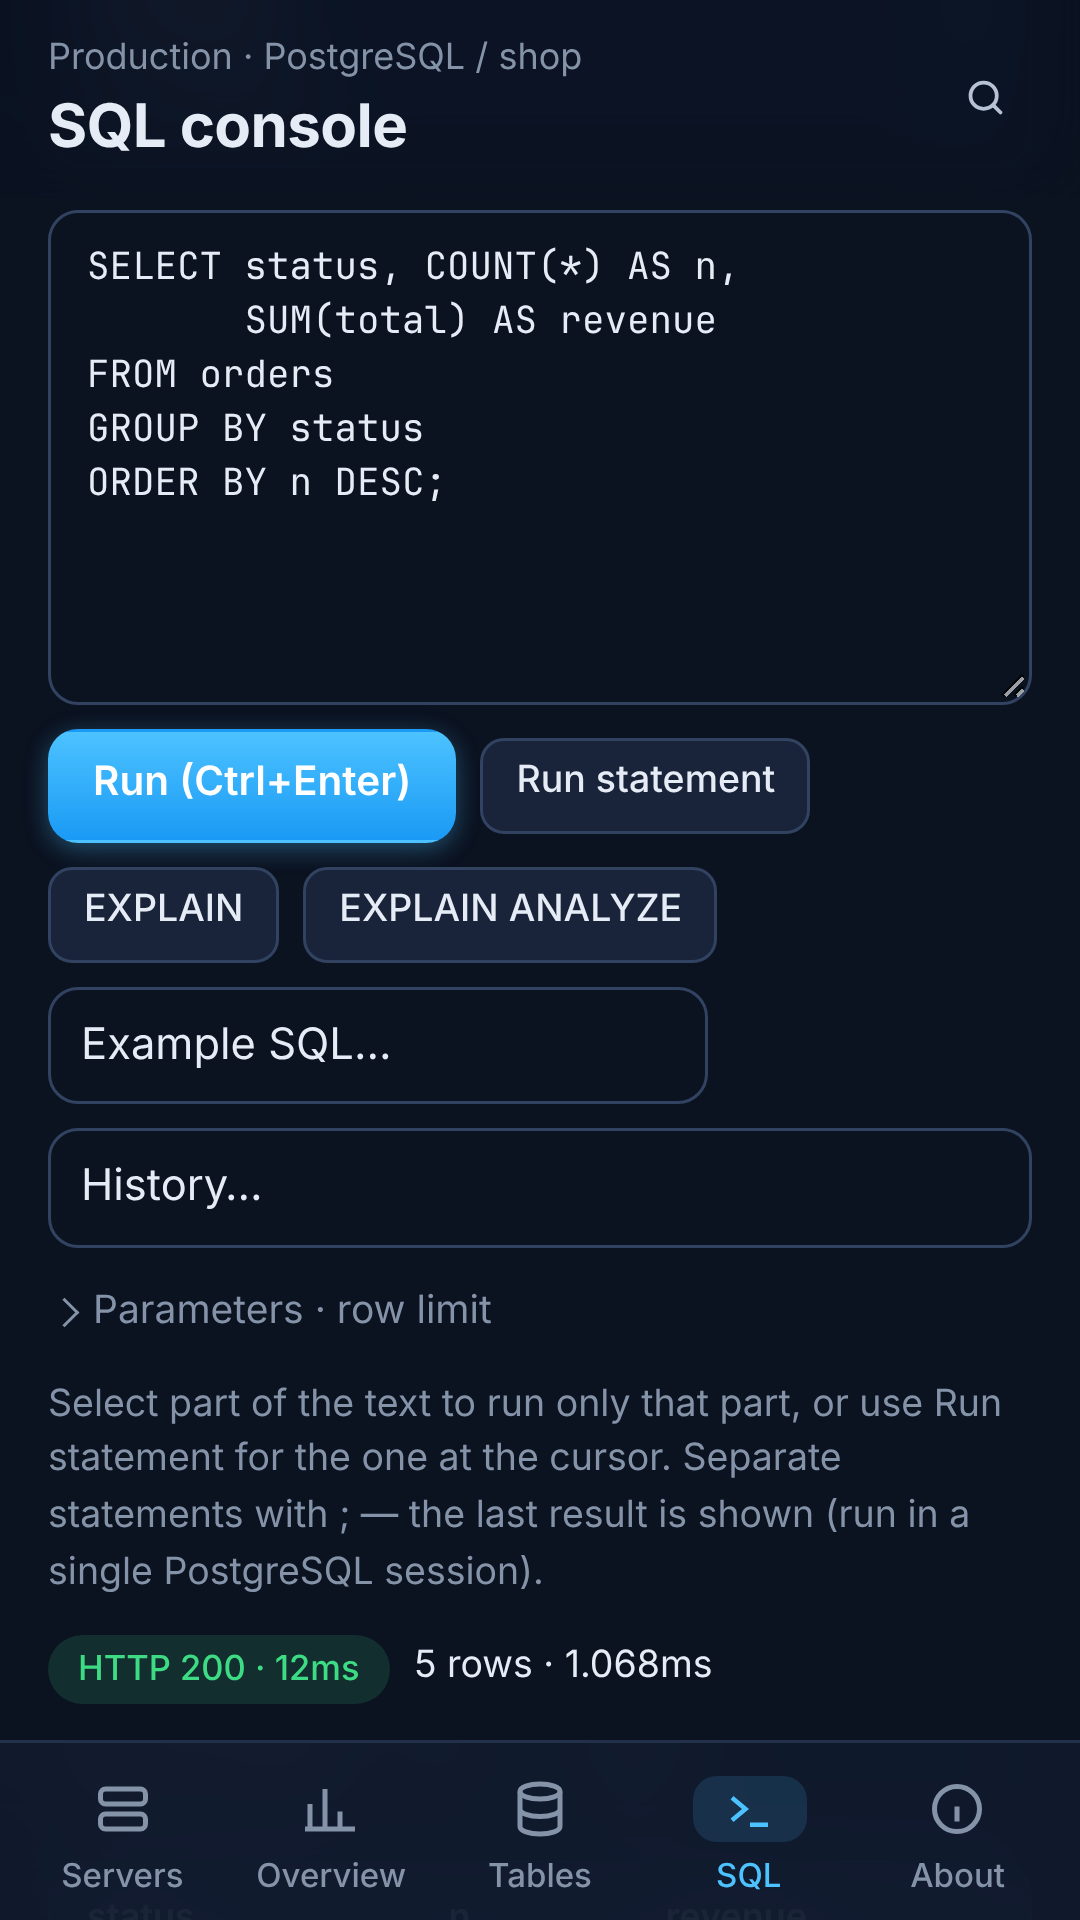 Production · PostgreSQL / shop
SQL console
SELECT status, COUNT(*) AS n,
       SUM(total) AS revenue
FROM orders
GROUP BY status
ORDER BY n DESC;
Run (Ctrl+Enter)
Run statement
EXPLAIN
EXPLAIN ANALYZE
Example SQL...
History...
Parameters · row limit
Select part of the text to run only that part, or use Run
statement for the one at the cursor. Separate
statements with ; — the last result is shown (run in a
single PostgreSQL session).
HTTP 200 · 12ms
5 rows · 1.068ms
Servers
Overview
Tables
SQL
About
status
n
revenue